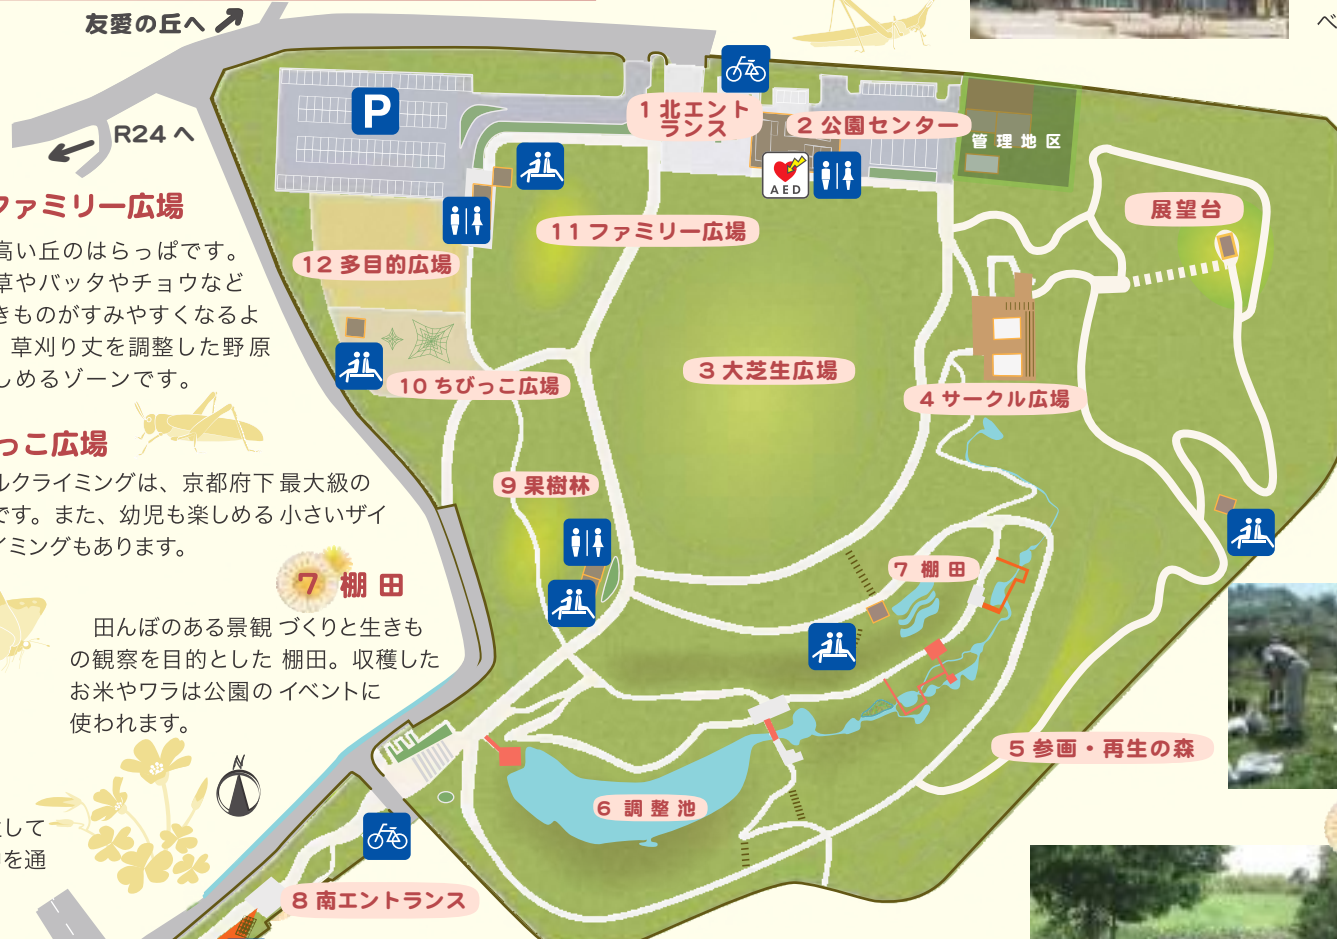 友愛の丘へ
R24 へ
べ
P
1 北エント
ランス
2 公園センター
管理地区
AED
展望台
11 ファミリー広場
12 多目的広場
3 大芝生広場
10 ちびっこ広場
4 サークル広場
9 果樹林
7 棚田
5 参画・再生の森
6 調整池
8 南エントランス
N
ファミリー広場
高い丘のはらっぱです。
草やバッタやチョウなど
きものがすみやすくなるよ
草刈り丈を調整した野原
しめるゾーンです。
っこ広場
ルクライミングは、京都府下最大級の
です。また、幼児も楽しめる小さいザイ
イミングもあります。
7 棚田
田んぼのある景観づくりと生きも
の観察を目的とした棚田。収穫した
お米やワラは公園のイベントに
使われます。
して
を通